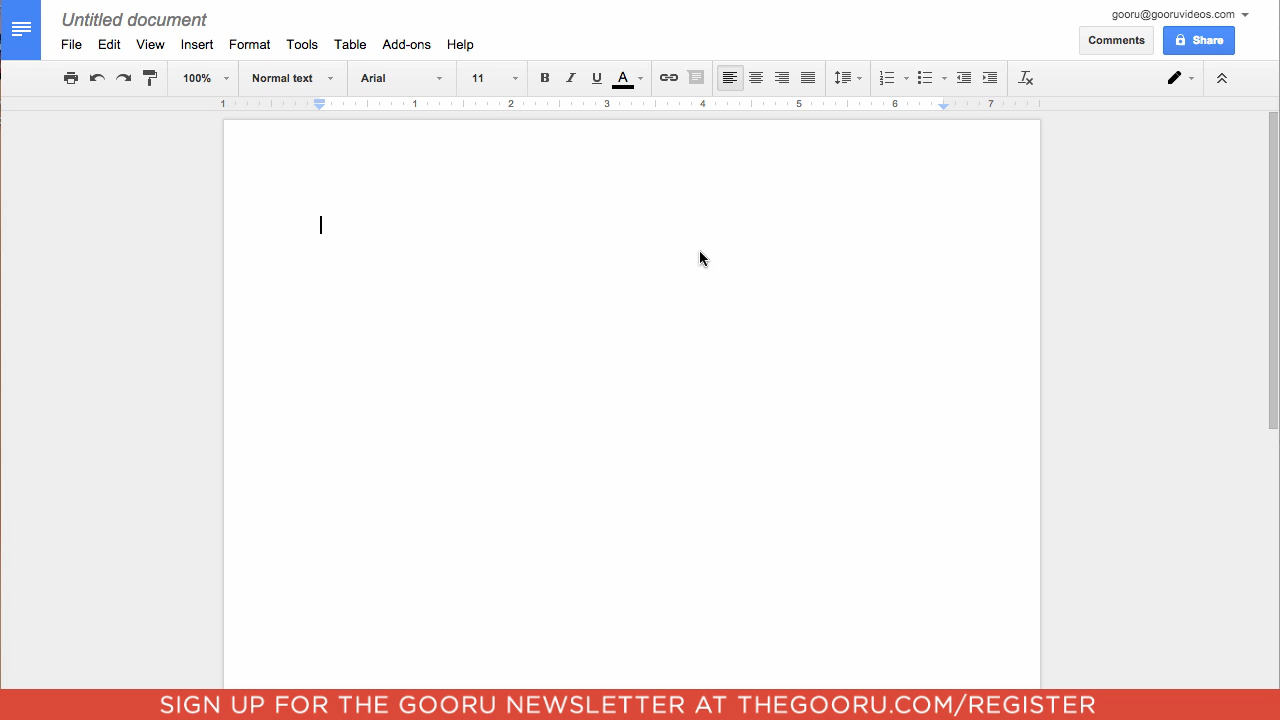 Untitled document
gooru@gooruvideos.com
File Edit View Insert Format Tools Table Add-ons Help
Comments Share
100% Normal text Arial 11 B I U A
1 1 2 3 4 5 6 7
SIGN UP FOR THE GOORU NEWSLETTER AT THEGOORU.COM/REGISTER